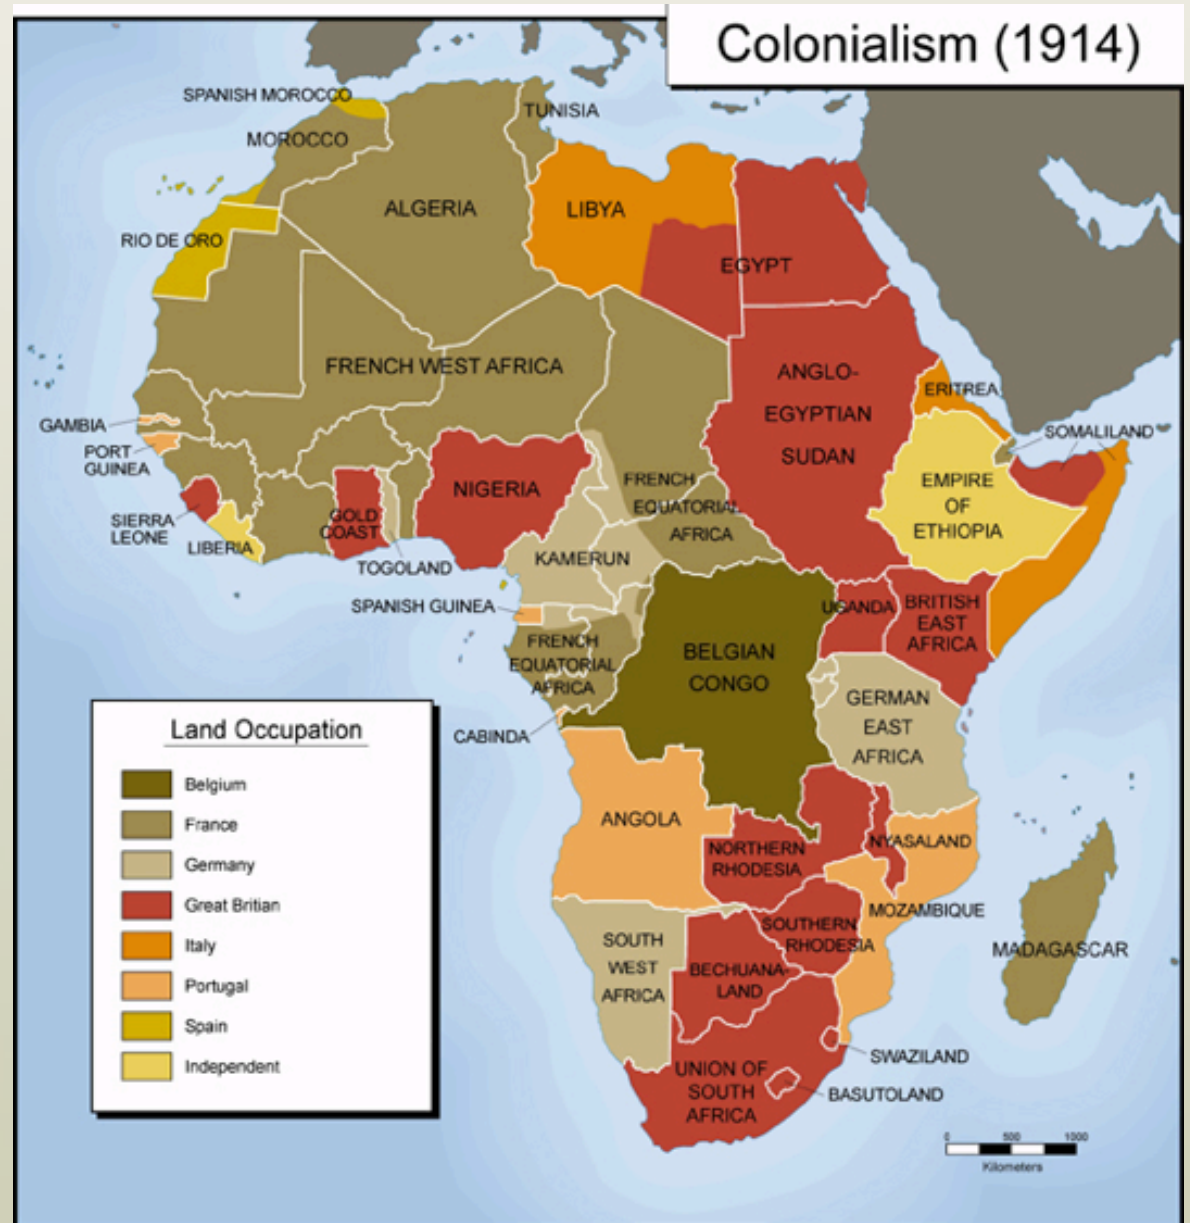 Colonialism (1914)
SPANISH MOROCCO
TUNISIA
MOROCCO
ALGERIA
LIBYA
RIO DE ORO
EGYPT
FRENCH WEST AFRICA
ANGLO-
EGYPTIAN
SUDAN
ERITREA
GAMBIA
SOMALILAND
PORT
GUINEA
NIGERIA
FRENCH
EQUATORIAL
AFRICA
EMPIRE
OF
ETHIOPIA
SIERRA
LEONE
GOLD
COAST
LIBERIA
TOGOLAND
KAMERUN
SPANISH GUINEA
UGANDA
BRITISH
EAST
AFRICA
FRENCH
EQUATORIAL
AFRICA
BELGIAN
CONGO
GERMAN
EAST
AFRICA
CABINDA
ANGOLA
NORTHERN
RHODESIA
NYASALAND
MOZAMBIQUE
SOUTHERN
RHODESIA
MADAGASCAR
SOUTH
WEST
AFRICA
BECHUANA-
LAND
SWAZILAND
UNION OF
SOUTH
AFRICA
BASUTOLAND
Land Occupation
Belgium
France
Germany
Great Britian
Italy
Portugal
Spain
Independent
0 500 1000
Kilometers